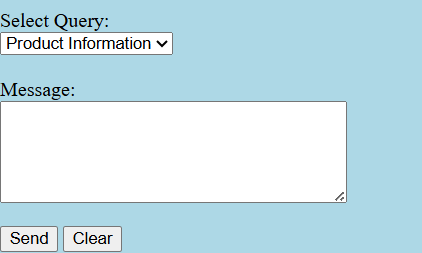 Select Query:
Product Information
Message:
Send Clear